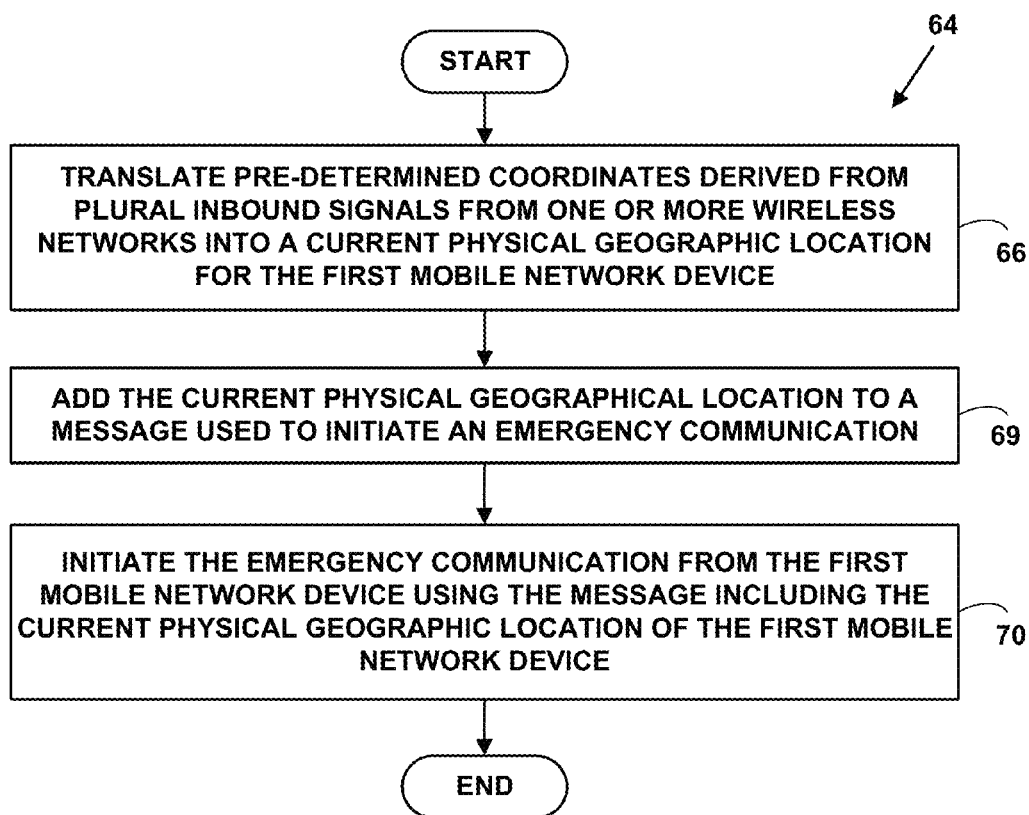 64
START
TRANSLATE PRE-DETERMINED COORDINATES DERIVED FROM
PLURAL INBOUND SIGNALS FROM ONE OR MORE WIRELESS
NETWORKS INTO A CURRENT PHYSICAL GEOGRAPHIC LOCATION
FOR THE FIRST MOBILE NETWORK DEVICE
66
ADD THE CURRENT PHYSICAL GEOGRAPHICAL LOCATION TO A
MESSAGE USED TO INITIATE AN EMERGENCY COMMUNICATION
69
INITIATE THE EMERGENCY COMMUNICATION FROM THE FIRST
MOBILE NETWORK DEVICE USING THE MESSAGE INCLUDING THE
CURRENT PHYSICAL GEOGRAPHIC LOCATION OF THE FIRST MOBILE
NETWORK DEVICE
70
END